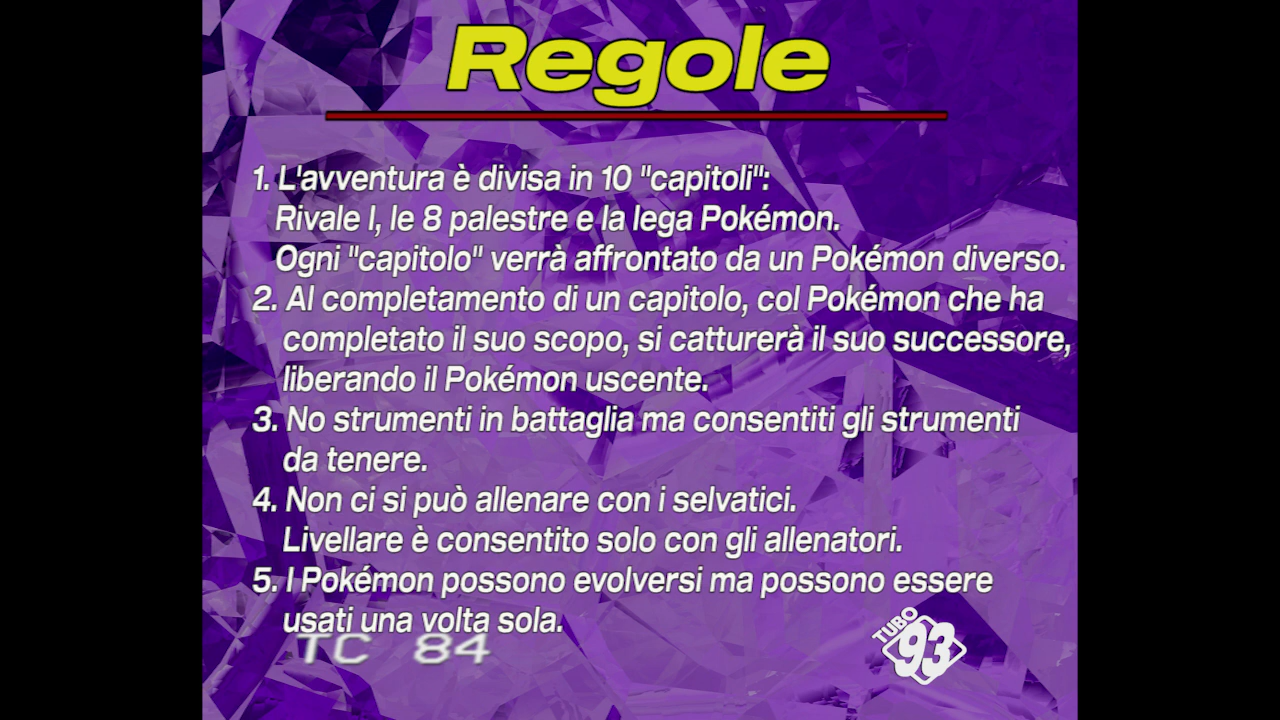 Regole
1. L'avventura è divisa in 10 "capitoli":
Rivale I, le 8 palestre e la lega Pokémon.
Ogni "capitolo" verrà affrontato da un Pokémon diverso.
2. Al completamento di un capitolo, col Pokémon che ha
completato il suo scopo, si catturerà il suo successore,
liberando il Pokémon uscente.
3. No strumenti in battaglia ma consentiti gli strumenti
da tenere.
4. Non ci si può allenare con i selvatici.
Livellare è consentito solo con gli allenatori.
5. I Pokémon possono evolversi ma possono essere
usati una volta sola.
TC 84
TUBO
93